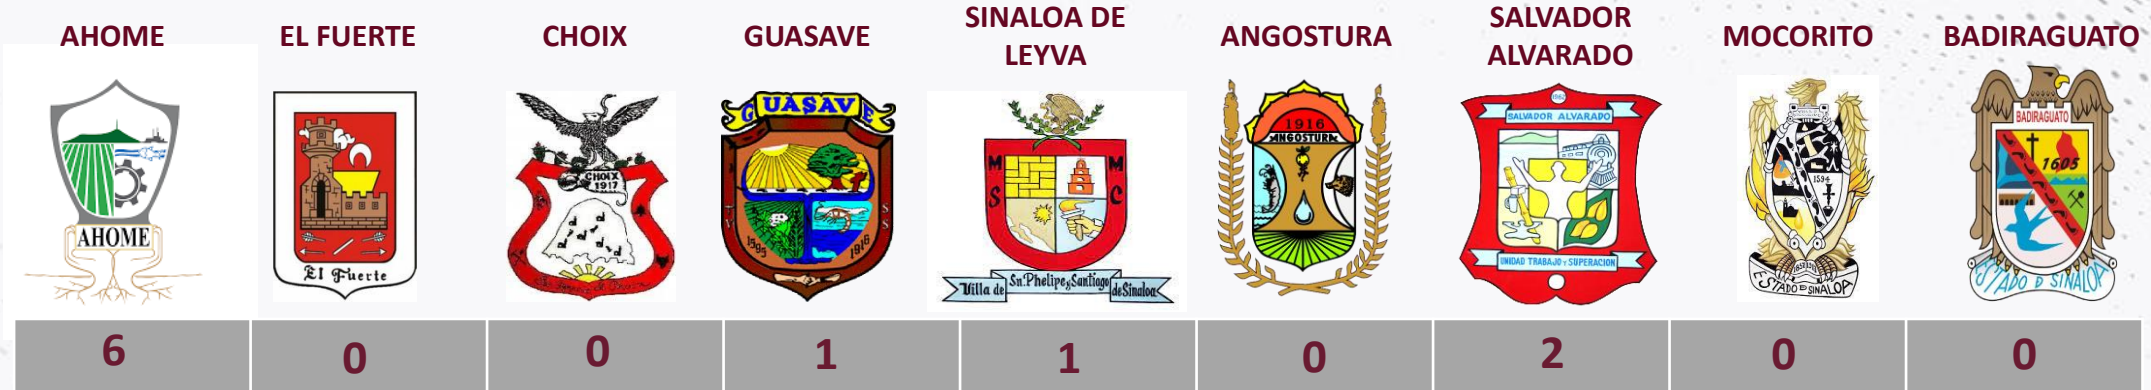 AHOME
EL FUERTE
CHOIX
GUASAVE
SINALOA DE
LEYVA
ANGOSTURA
SALVADOR
ALVARADO
MOCORITO
BADIRAGUATO
AHOME
El Fuerte
CHOIX
1917
GUASAVE
1595
1916
M M
S C
Villa de Sn. Phelipe y Santiago de Sinaloa
1916
ANGOSTURA
1962
SALVADOR ALVARADO
UNIDAD TRABAJO Y SUPERACION
1594
ESTADO D SINALOA
BADIRAGUATO
1605
ESTADO D SINALOA
6
0
0
1
1
0
2
0
0